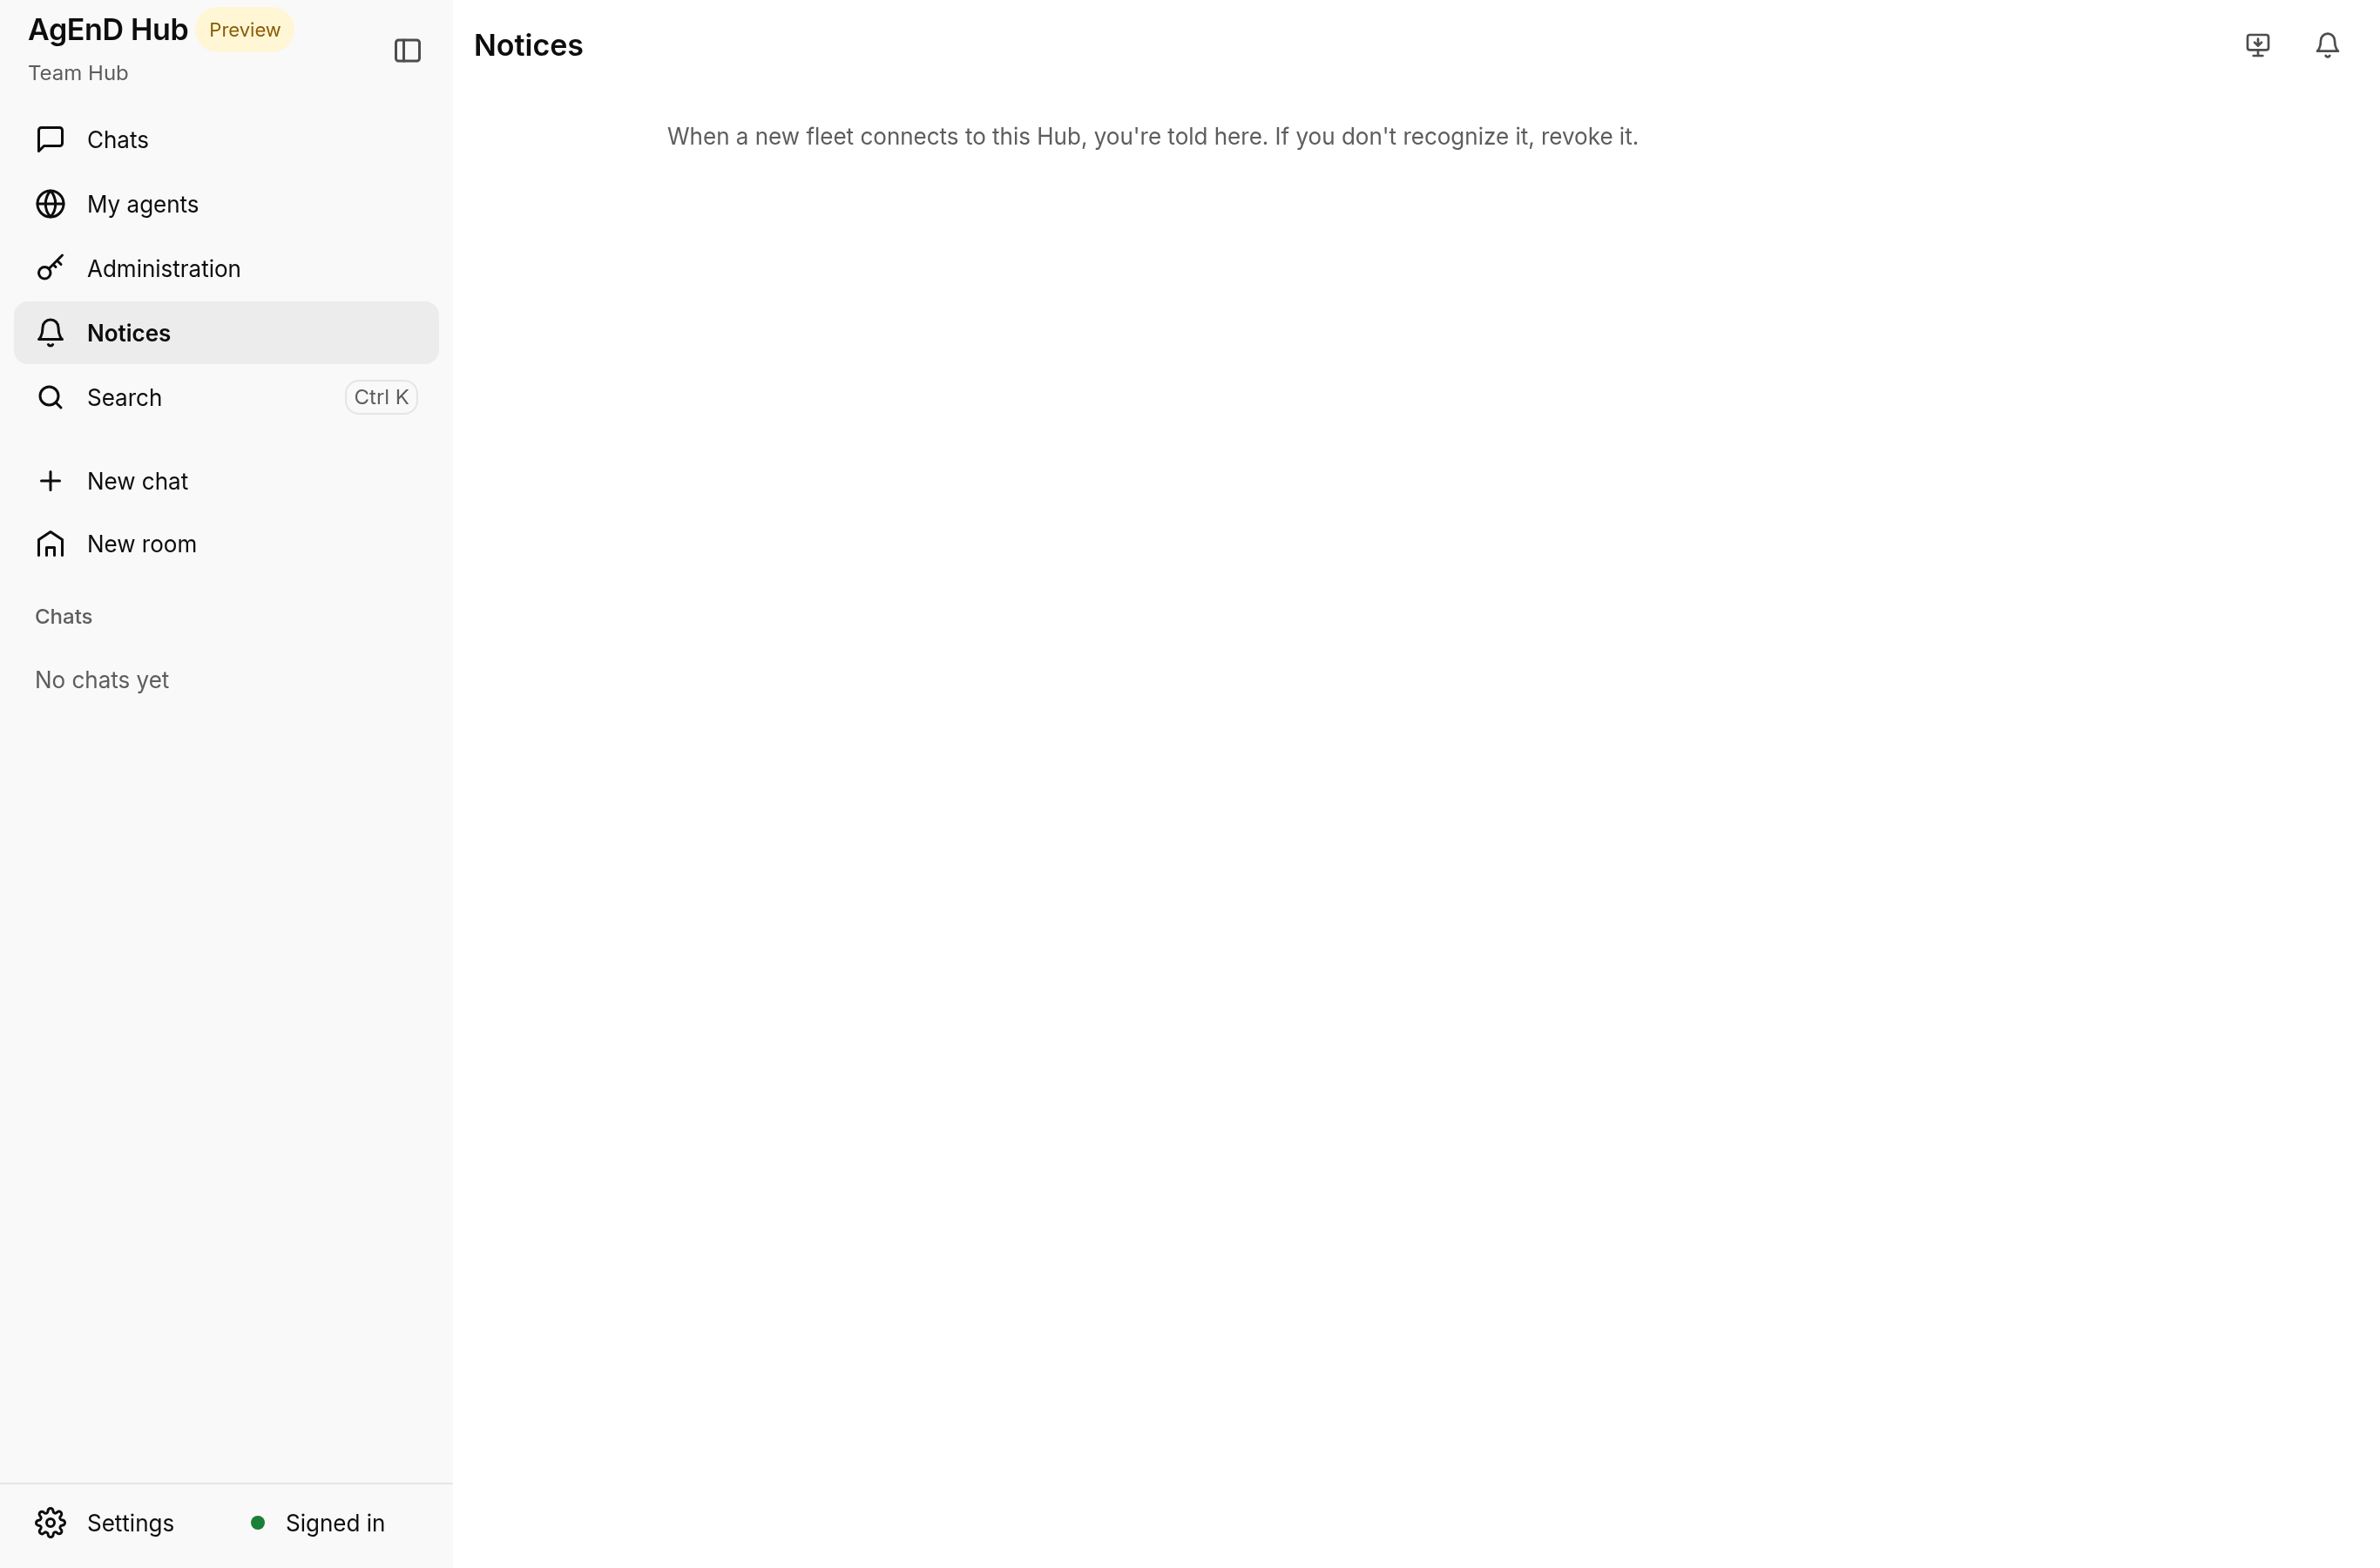 AgEnD Hub Preview
Team Hub
Chats
My agents
Administration
Notices
Search Ctrl K
New chat
New room
Chats
No chats yet
Settings Signed in
Notices
When a new fleet connects to this Hub, you're told here. If you don't recognize it, revoke it.